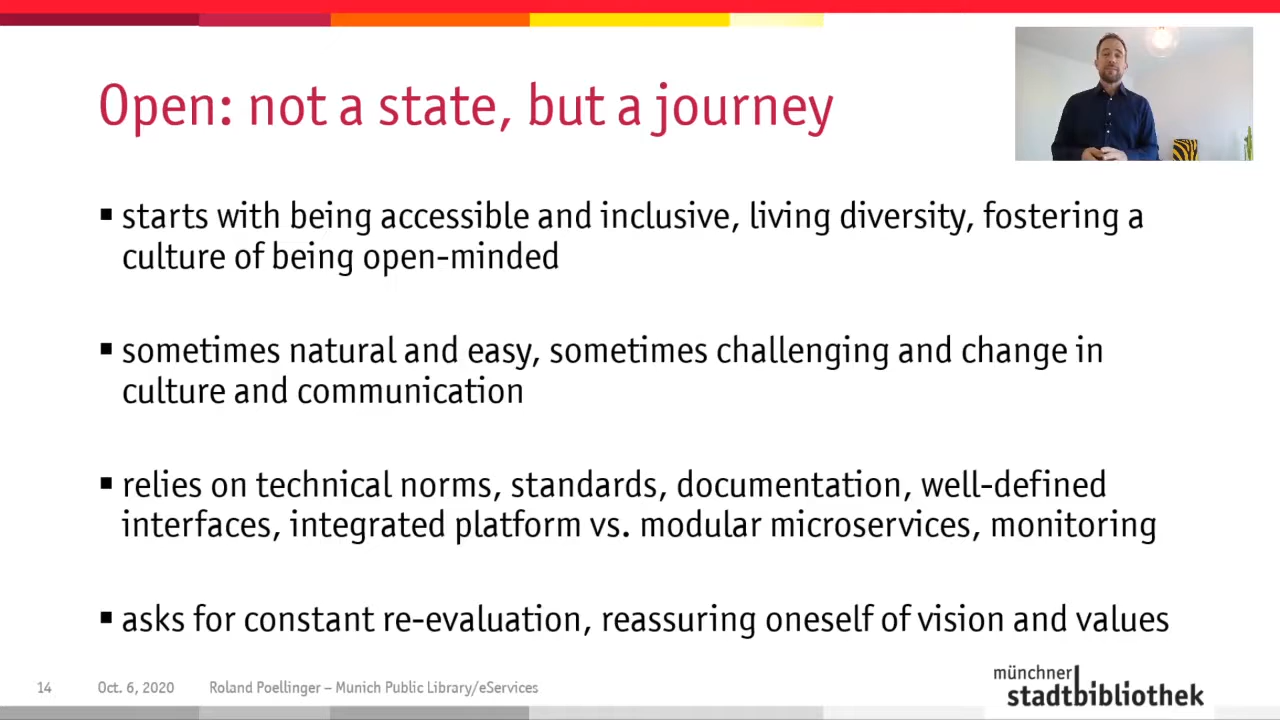 Open: not a state, but a journey
▪ starts with being accessible and inclusive, living diversity, fostering a
culture of being open-minded
▪ sometimes natural and easy, sometimes challenging and change in
culture and communication
▪ relies on technical norms, standards, documentation, well-defined
interfaces, integrated platform vs. modular microservices, monitoring
▪ asks for constant re-evaluation, reassuring oneself of vision and values
14 Oct. 6, 2020 Roland Poellinger – Munich Public Library/eServices
münchner
stadtbibliothek